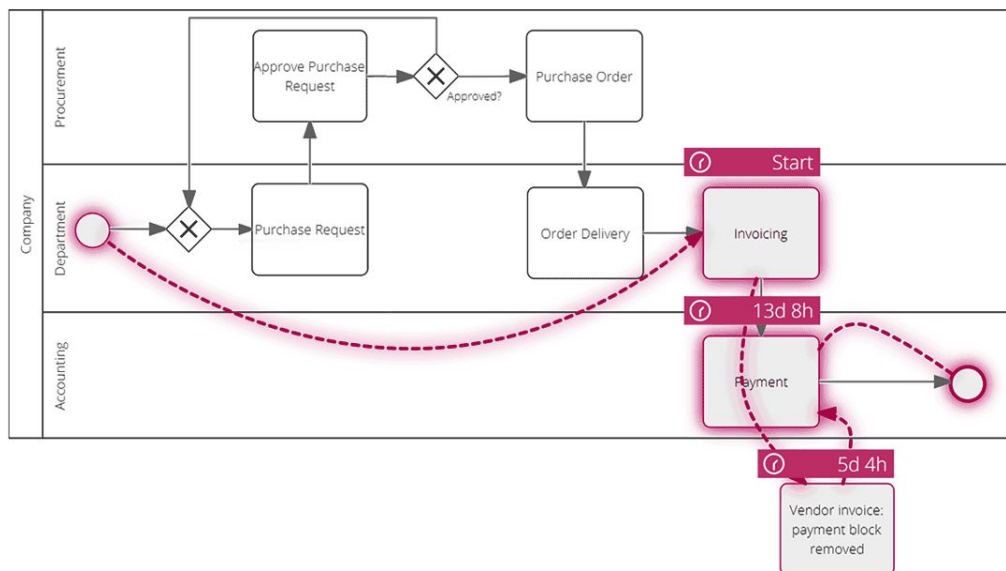 Company
Procurement
Approve Purchase
Request
Approved?
Purchase Order
Department
Purchase Request
Order Delivery
Start
Invoicing
Accounting
13d 8h
Payment
5d 4h
Vendor invoice:
payment block
removed